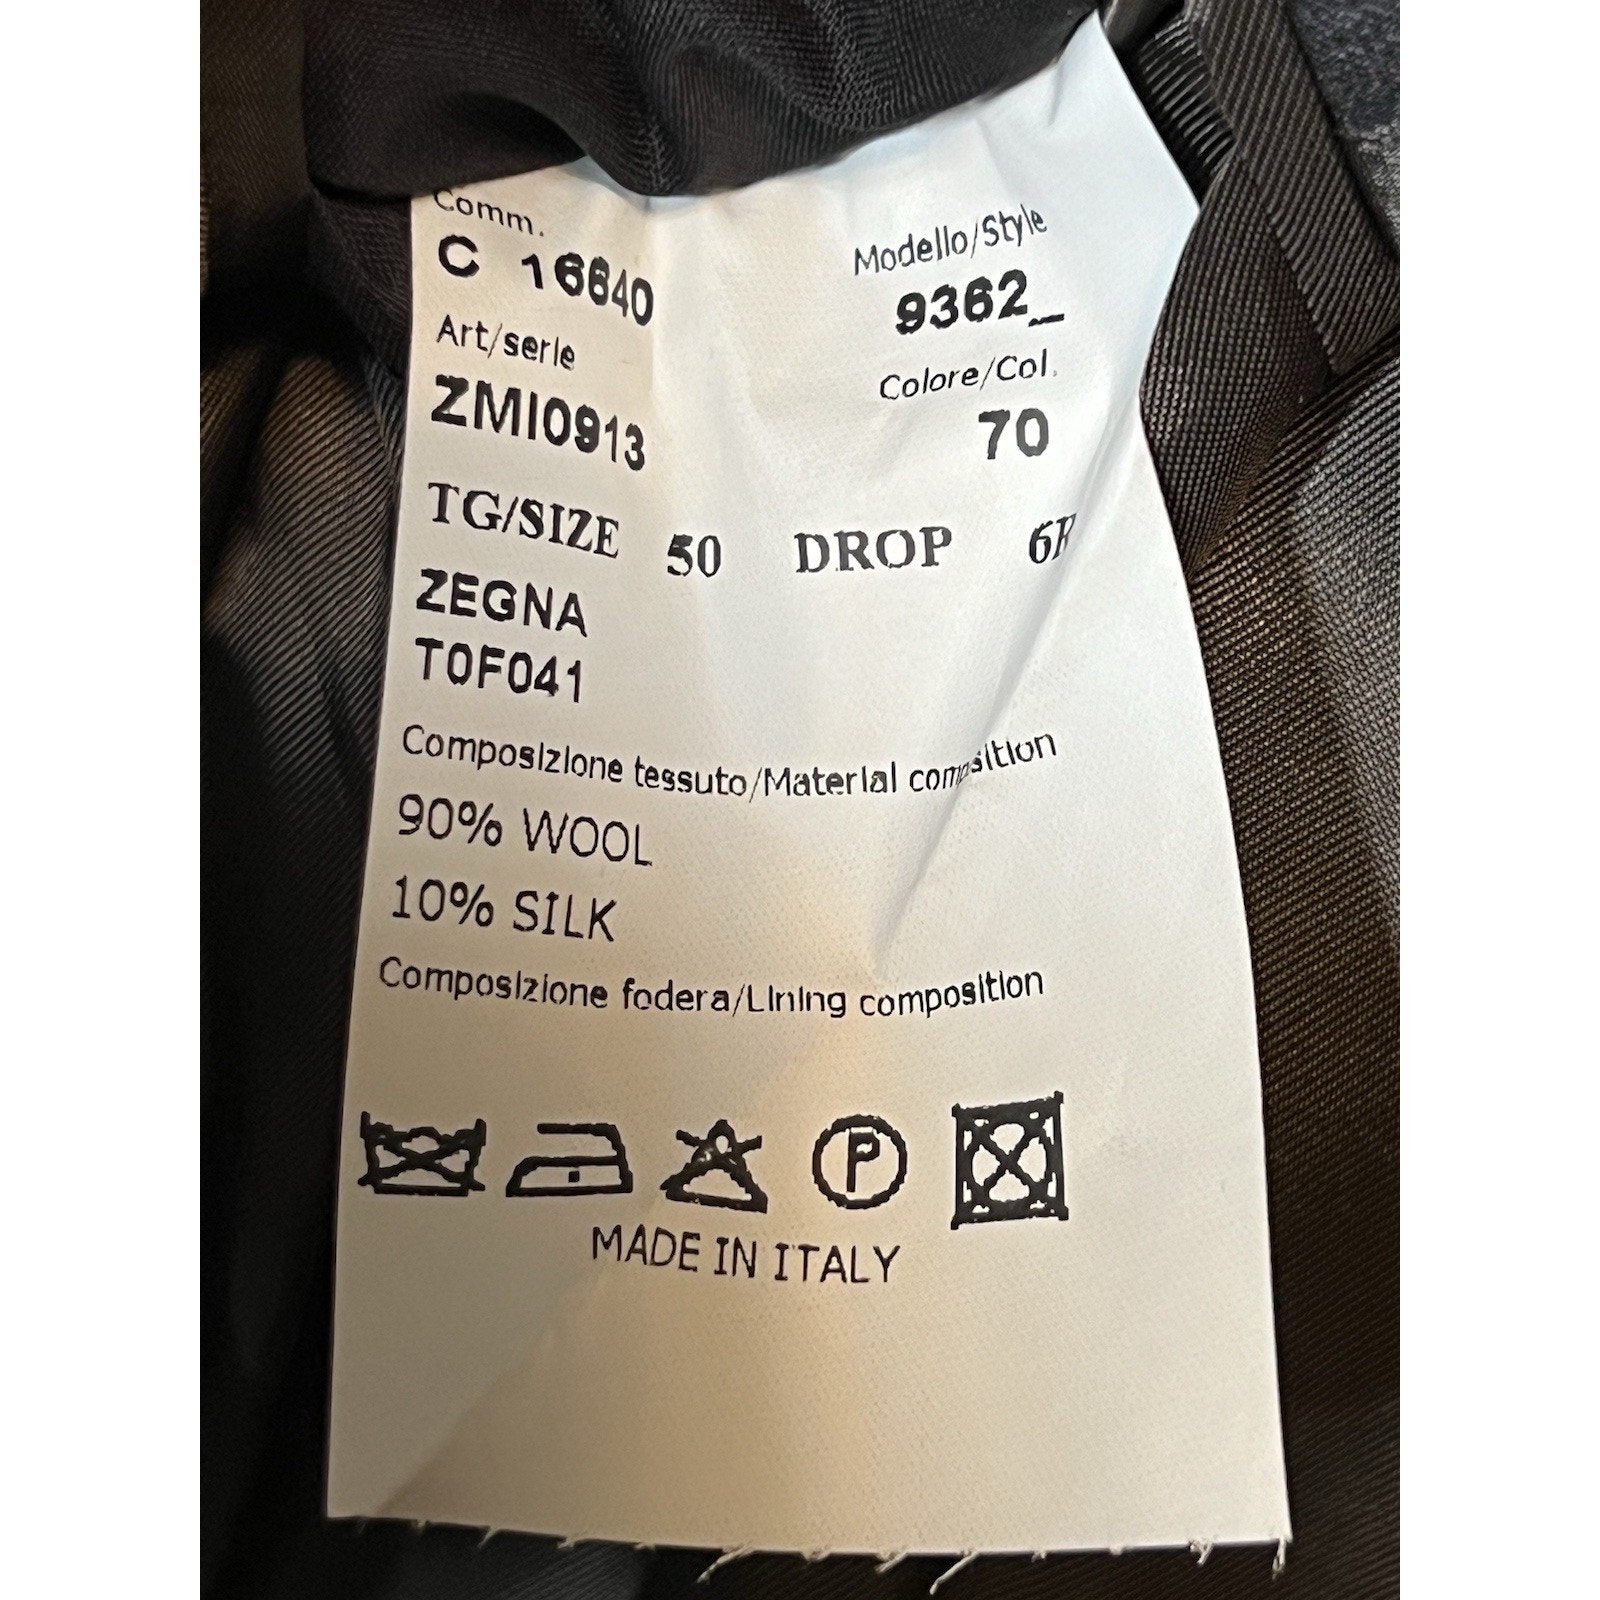 Comm.
C 16640
Modello/Style
9362_
Art/serie
ZMI0913
Colore/Col.
70
TG/SIZE 50 DROP 6R
ZEGNA
T0F041
Composizione tessuto/Material composition
90% WOOL
10% SILK
Composizione fodera/Lining composition
P
MADE IN ITALY